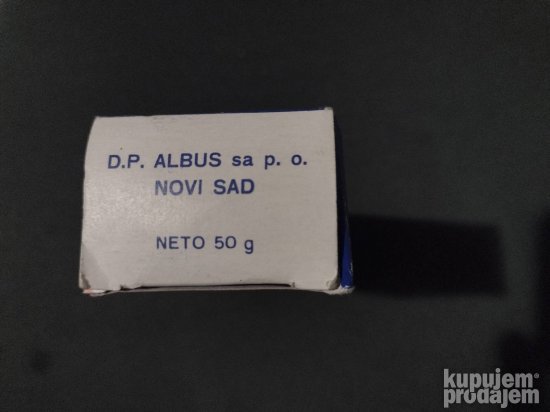 D.P. ALBUS sa p. o.
NOVI SAD
NETO 50 g
kupujem
prodajem